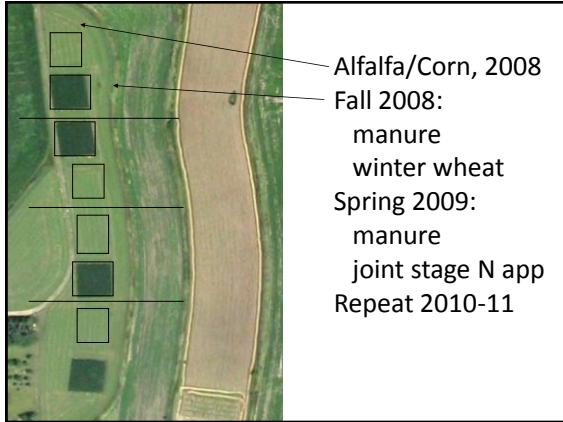 Alfalfa/Corn, 2008
Fall 2008:
manure
winter wheat
Spring 2009:
manure
joint stage N app
Repeat 2010-11